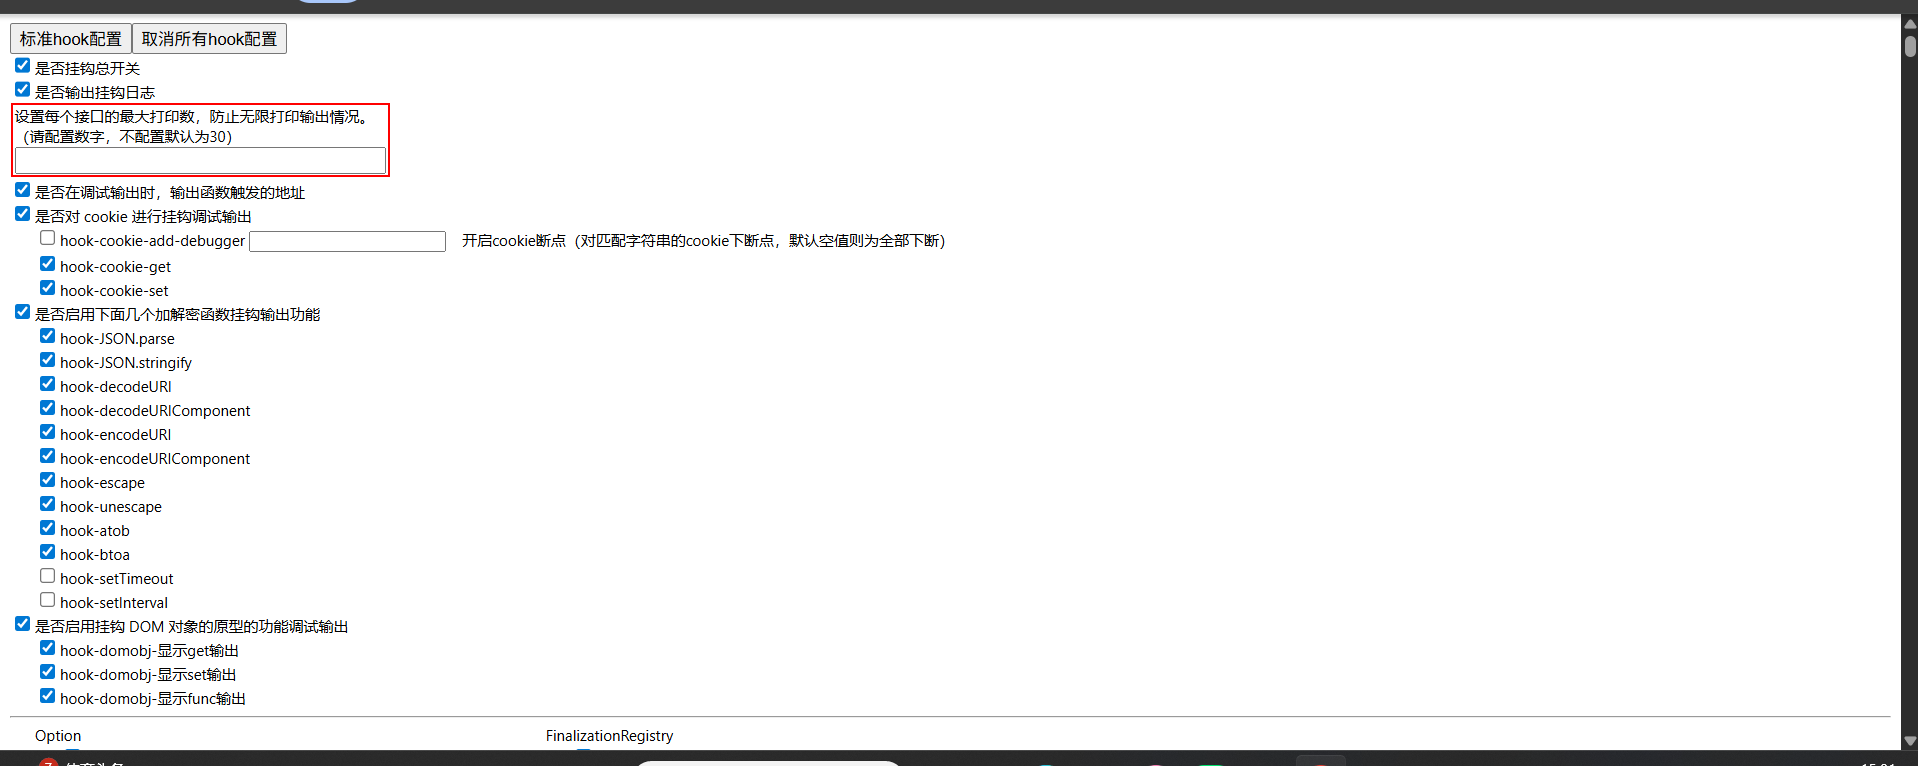 标准hook配置 取消所有hook配置
是否挂钩总开关
是否输出挂钩日志
设置每个接口的最大打印数，防止无限打印输出情况。
（请配置数字，不配置默认为30）
是否在调试输出时，输出函数触发的地址
是否对 cookie 进行挂钩调试输出
hook-cookie-add-debugger 开启cookie断点（对匹配字符串的cookie下断点，默认空值则为全部下断）
hook-cookie-get
hook-cookie-set
是否启用下面几个加解密函数挂钩输出功能
hook-JSON.parse
hook-JSON.stringify
hook-decodeURI
hook-decodeURIComponent
hook-encodeURI
hook-encodeURIComponent
hook-escape
hook-unescape
hook-atob
hook-btoa
hook-setTimeout
hook-setInterval
是否启用挂钩 DOM 对象的原型的功能调试输出
hook-domobj-显示get输出
hook-domobj-显示set输出
hook-domobj-显示func输出
Option FinalizationRegistry